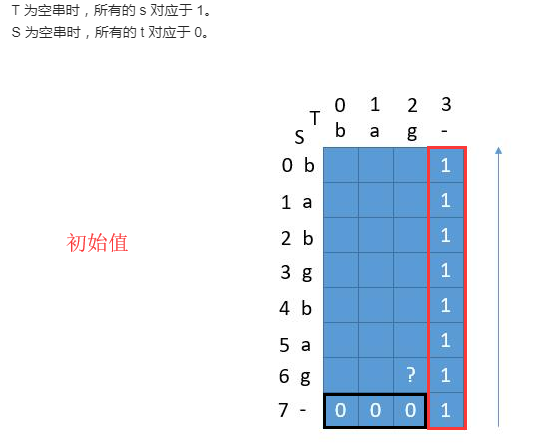 T 为空串时，所有的 s 对应于 1。
S 为空串时，所有的 t 对应于 0。
0 1 2 3
T
b a g -
S
0 b 1
1 a 1
2 b 1
初始值
3 g 1
4 b 1
5 a 1
6 g ? 1
7 - 0 0 0 1